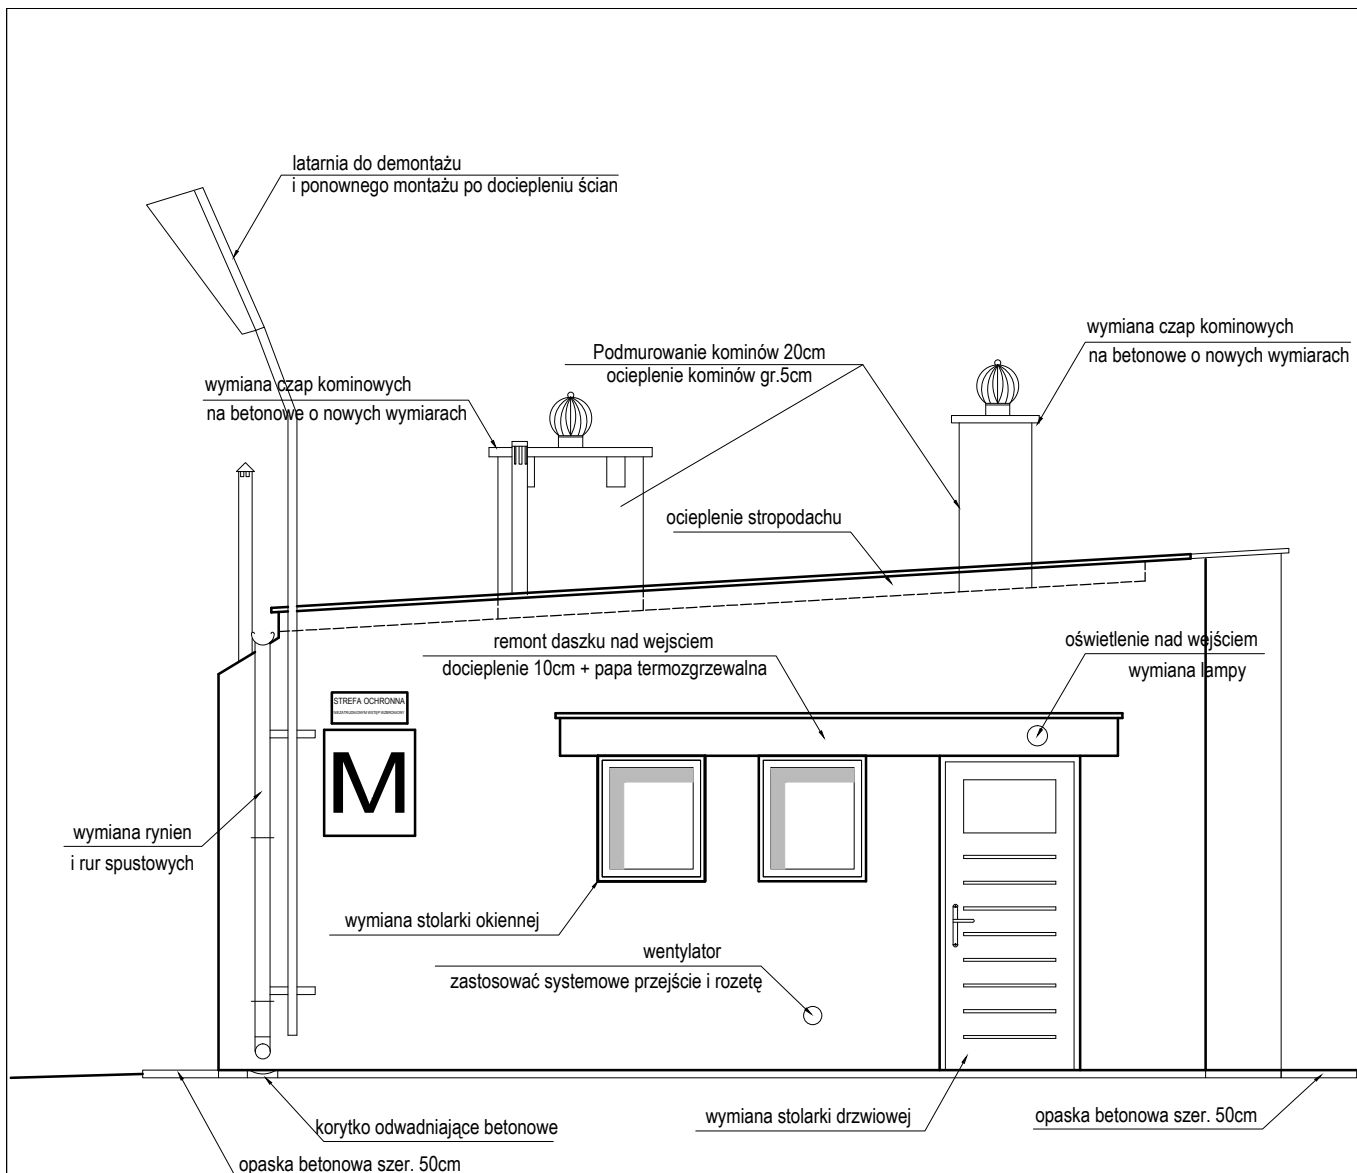 latarnia do demontażu
i ponownego montażu po dociepleniu ścian
wymiana czap kominowych
na betonowe o nowych wymiarach
Podmurowanie kominów 20cm
ocieplenie kominów gr.5cm
wymiana czap kominowych
na betonowe o nowych wymiarach
ocieplenie stropodachu
remont daszku nad wejsciem
docieplenie 10cm + papa termozgrzewalna
oświetlenie nad wejściem
wymiana lampy
STREFA OCHRONNA
M
wymiana rynien
i rur spustowych
wymiana stolarki okiennej
wentylator
zastosować systemowe przejście i rozetę
korytko odwadniające betonowe
opaska betonowa szer. 50cm
wymiana stolarki drzwiowej
opaska betonowa szer. 50cm